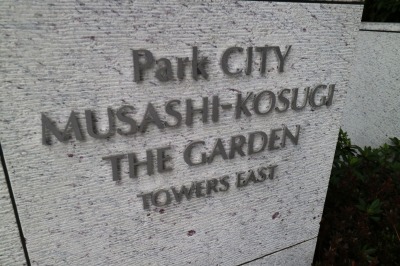 Park CITY
MUSASHI-KOSUGI
THE GARDEN
TOWERS EAST